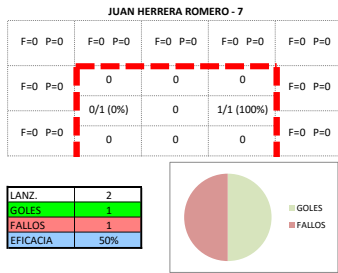 JUAN HERRERA ROMERO - 7
F=0 P=0 F=0 P=0 F=0 P=0 F=0 P=0 F=0 P=0
F=0 P=0 0 0 0 F=0 P=0
0/1 (0%) 0 1/1 (100%)
F=0 P=0 0 0 0 F=0 P=0
LANZ. 2
GOLES 1
FALLOS 1
EFICACIA 50%
GOLES
FALLOS